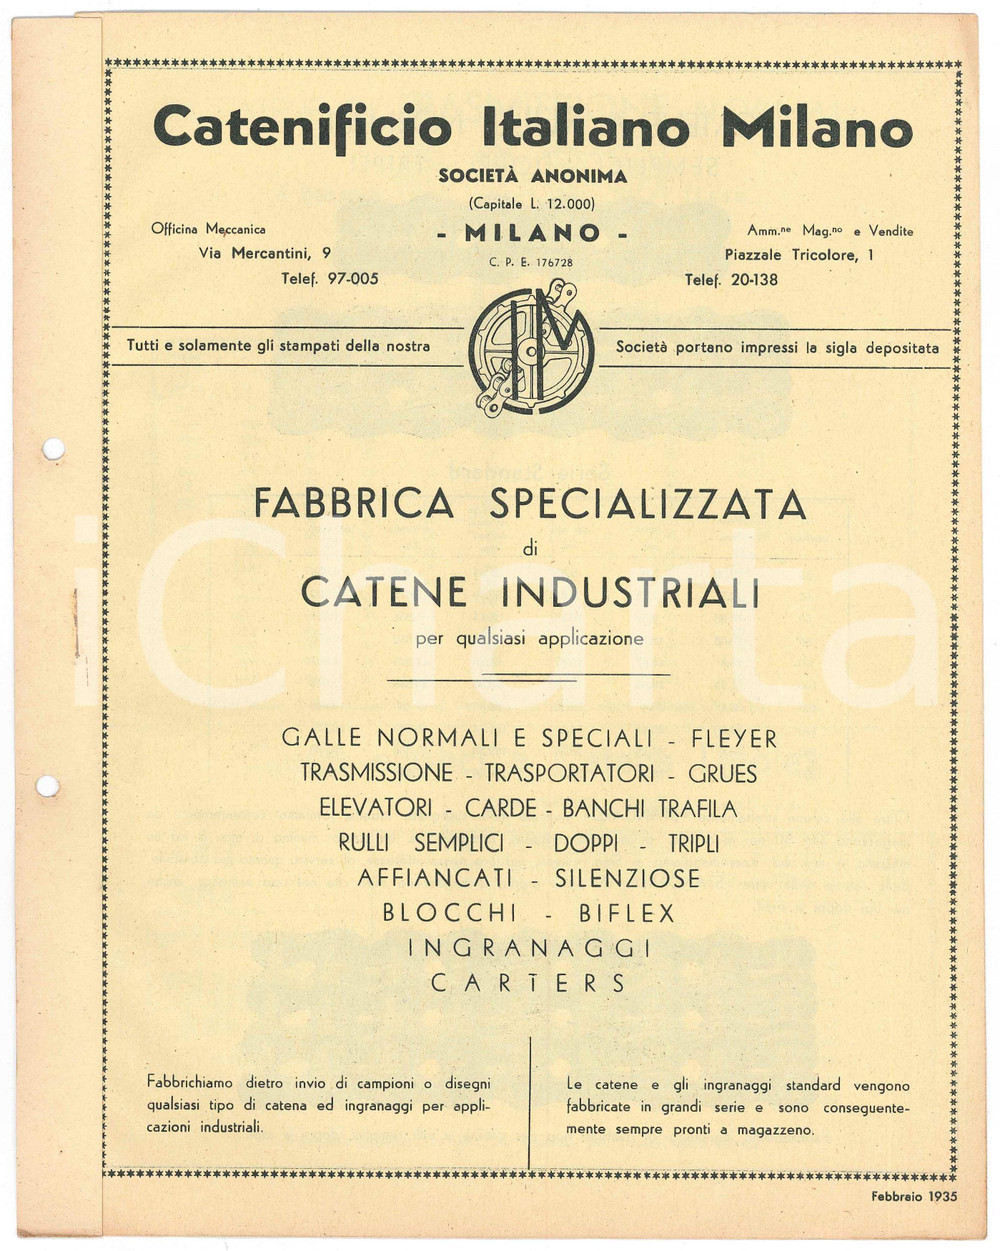 Catenificio Italiano Milano
SOCIETÀ ANONIMA
(Capitale L. 12.000)
- MILANO -
C. P. E. 176728
Officina Meccanica
Via Mercantini, 9
Telef. 97-005
Amm.ne Mag.no e Vendite
Piazzale Tricolore, 1
Telef. 20-138
Tutti e solamente gli stampati della nostra
CIM
Società portano impressi la sigla depositata
FABBRICA SPECIALIZZATA
di
CATENE INDUSTRIALI
per qualsiasi applicazione
iCharta
GALLE NORMALI E SPECIALI - FLEYER
TRASMISSIONE - TRASPORTATORI - GRUES
ELEVATORI - CARDE - BANCHI TRAFILA
RULLI SEMPLICI - DOPPI - TRIPLI
AFFIANCATI - SILENZIOSE
BLOCCHI - BIFLEX
INGRANAGGI
CARTERS
Fabbrichiamo dietro invio di campioni o disegni
qualsiasi tipo di catena ed ingranaggi per appli-
cazioni industriali.
Le catene e gli ingranaggi standard vengono
fabbricate in grandi serie e sono conseguente-
mente sempre pronti a magazzeno.
Febbraio 1935